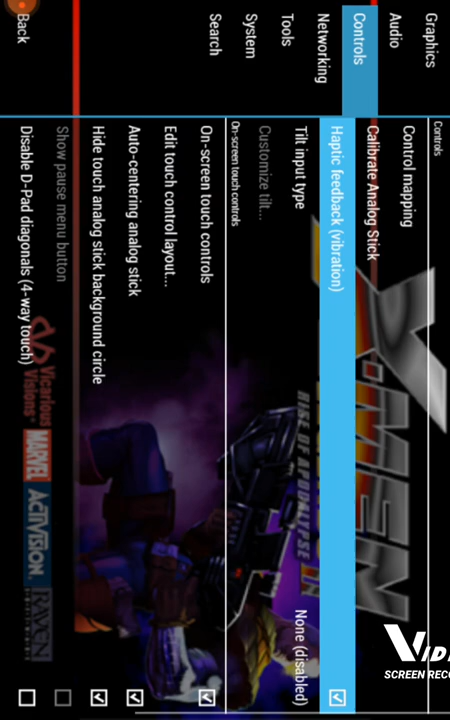 Graphics
Audio
Controls
Networking
Tools
System
Search
Back
Controls
Control mapping
Calibrate Analog Stick
Haptic feedback (vibration)
Tilt input type
None (disabled)
Customize tilt...
On-screen touch controls
On-screen touch controls
Edit touch control layout...
Auto-centering analog stick
Hide touch analog stick background circle
Show pause menu button
Disable D-Pad diagonals (4-way touch)
X-MEN
RISE OF APOCALYPSE
Vicarious
Visions
MARVEL
ACTIVISION.
RAVEN
SCREEN RECO